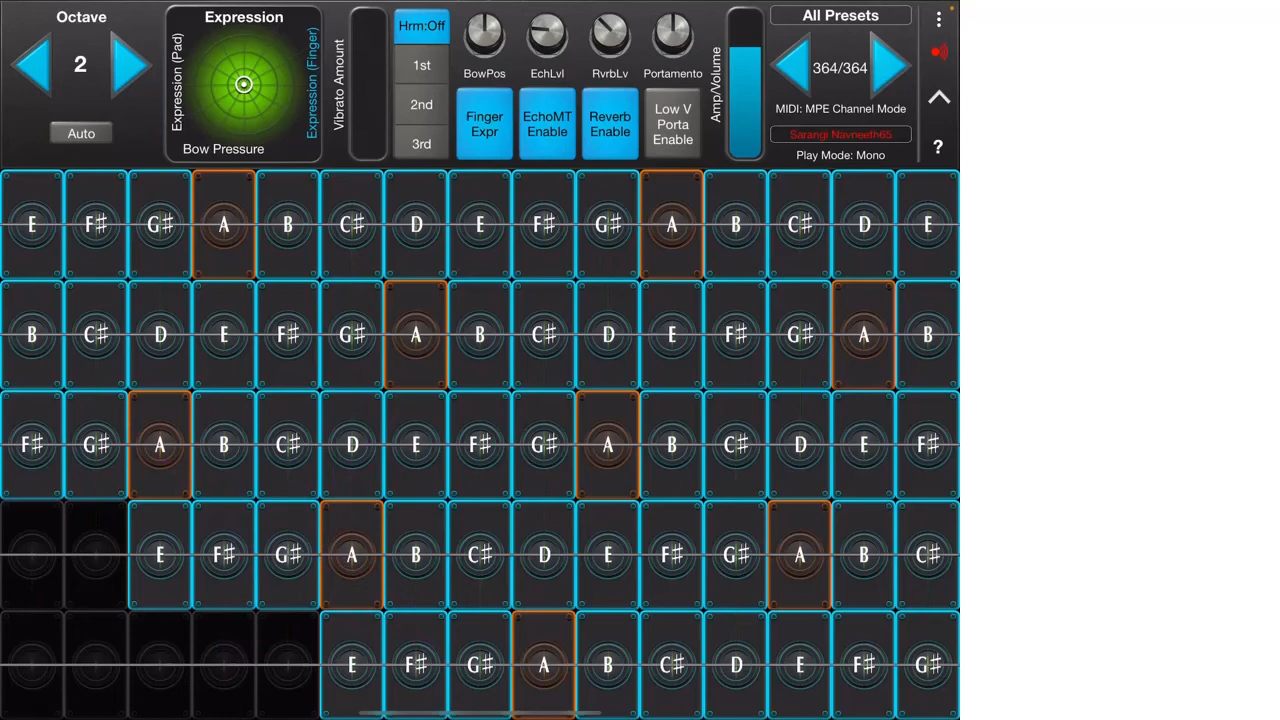 Octave
2
Auto
Expression
Expression (Pad)
Expression (Finger)
Bow Pressure
Vibrato Amount
Hrm:Off
1st
2nd
3rd
BowPos
EchLvl
RvrbLv
Portamento
Finger
Expr
EchoMT
Enable
Reverb
Enable
Low V
Porta
Enable
Amp/Volume
All Presets
364/364
MIDI: MPE Channel Mode
Sarangi Navneeth65
Play Mode: Mono
?
E F♯ G♯ A B C♯ D E F♯ G♯ A B C♯ D E
B C♯ D E F♯ G♯ A B C♯ D E F♯ G♯ A B
F♯ G♯ A B C♯ D E F♯ G♯ A B C♯ D E F♯
E F♯ G♯ A B C♯ D E F♯ G♯ A B C♯
E F♯ G♯ A B C♯ D E F♯ G♯